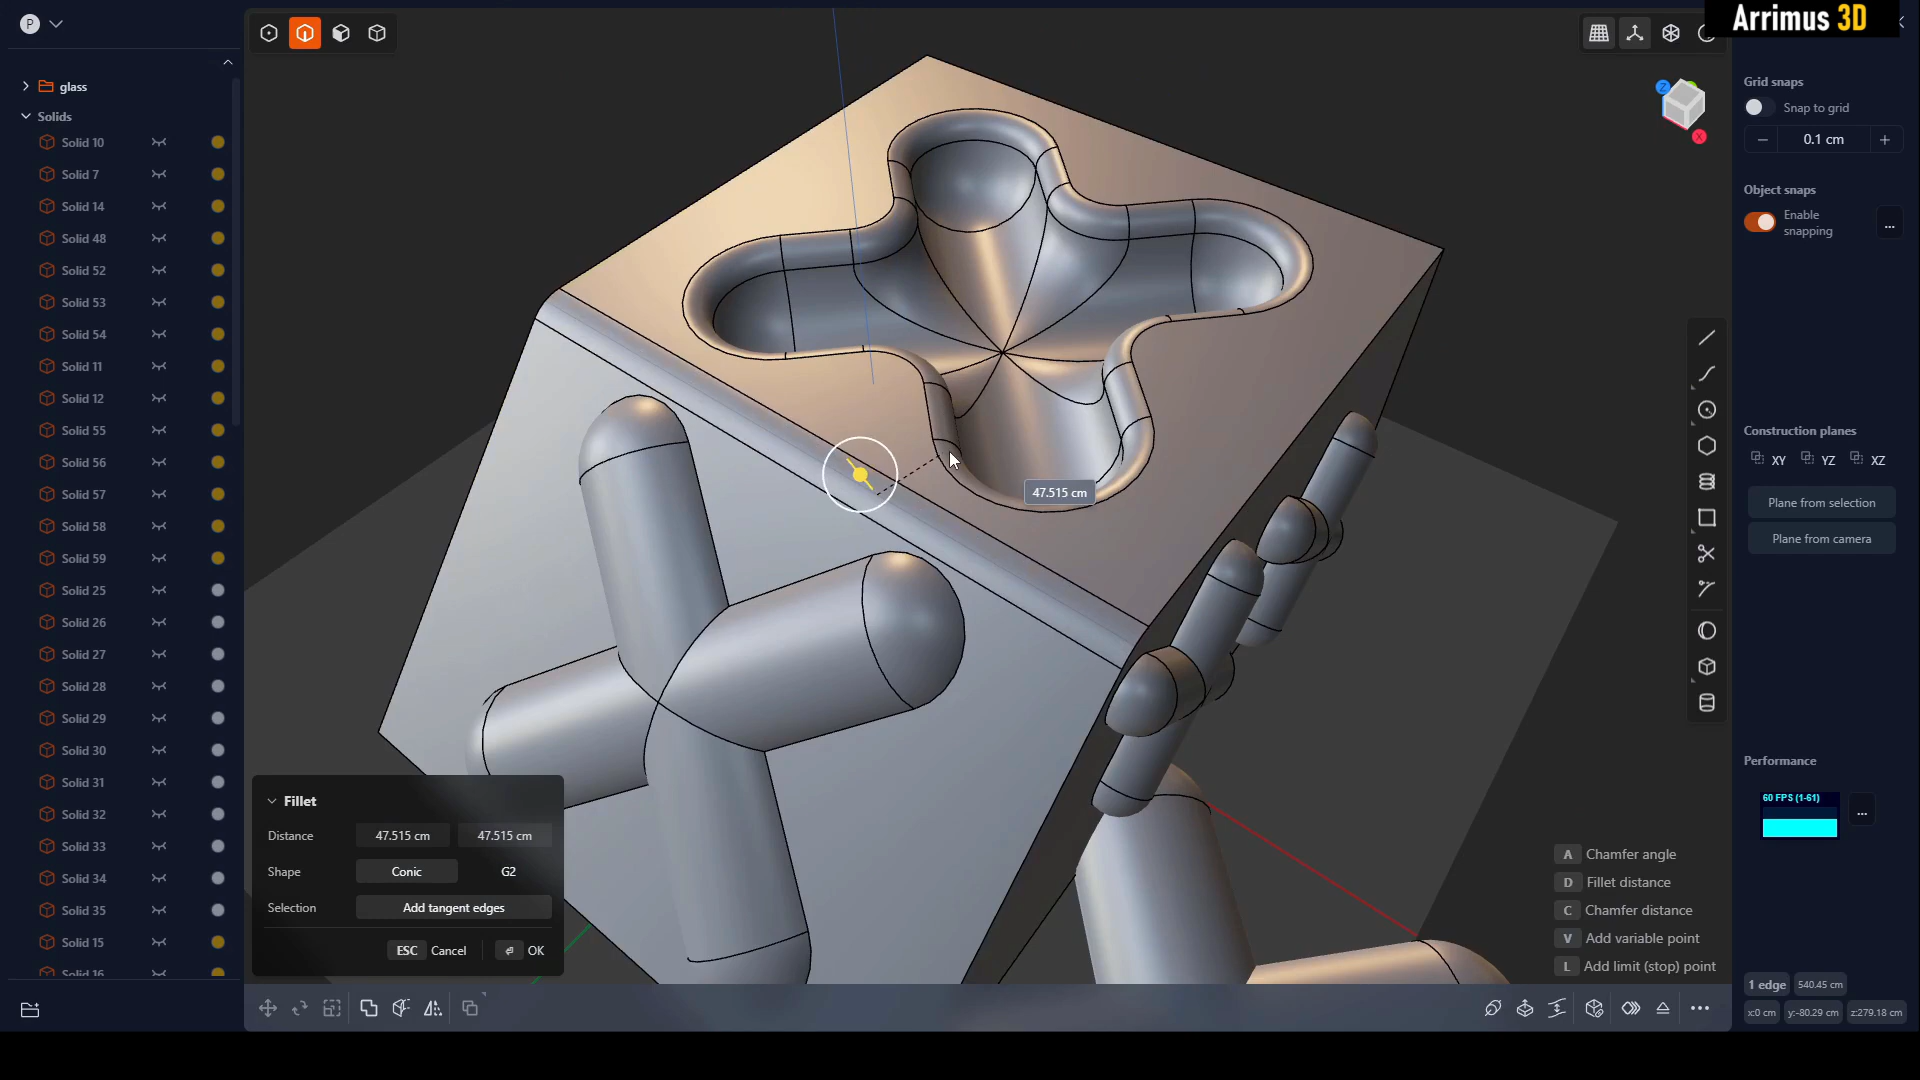 P
Arrimus 3D
glass
Solids
Solid 10
Solid 7
Solid 14
Solid 48
Solid 52
Solid 53
Solid 54
Solid 11
Solid 12
Solid 55
Solid 56
Solid 57
Solid 58
Solid 59
Solid 25
Solid 26
Solid 27
Solid 28
Solid 29
Solid 30
Solid 31
Solid 32
Solid 33
Solid 34
Solid 35
Solid 15
Solid 16
Z
X
47.515 cm
Fillet
Distance 47.515 cm 47.515 cm
Shape Conic G2
Selection Add tangent edges
ESC Cancel OK
Grid snaps
Snap to grid
0.1 cm
Object snaps
Enable
snapping
...
Construction planes
XY YZ XZ
Plane from selection
Plane from camera
Performance
60 FPS (1-61)
...
A Chamfer angle
D Fillet distance
C Chamfer distance
V Add variable point
L Add limit (stop) point
1 edge 540.45 cm
x:0 cm y:-80.29 cm z:279.18 cm